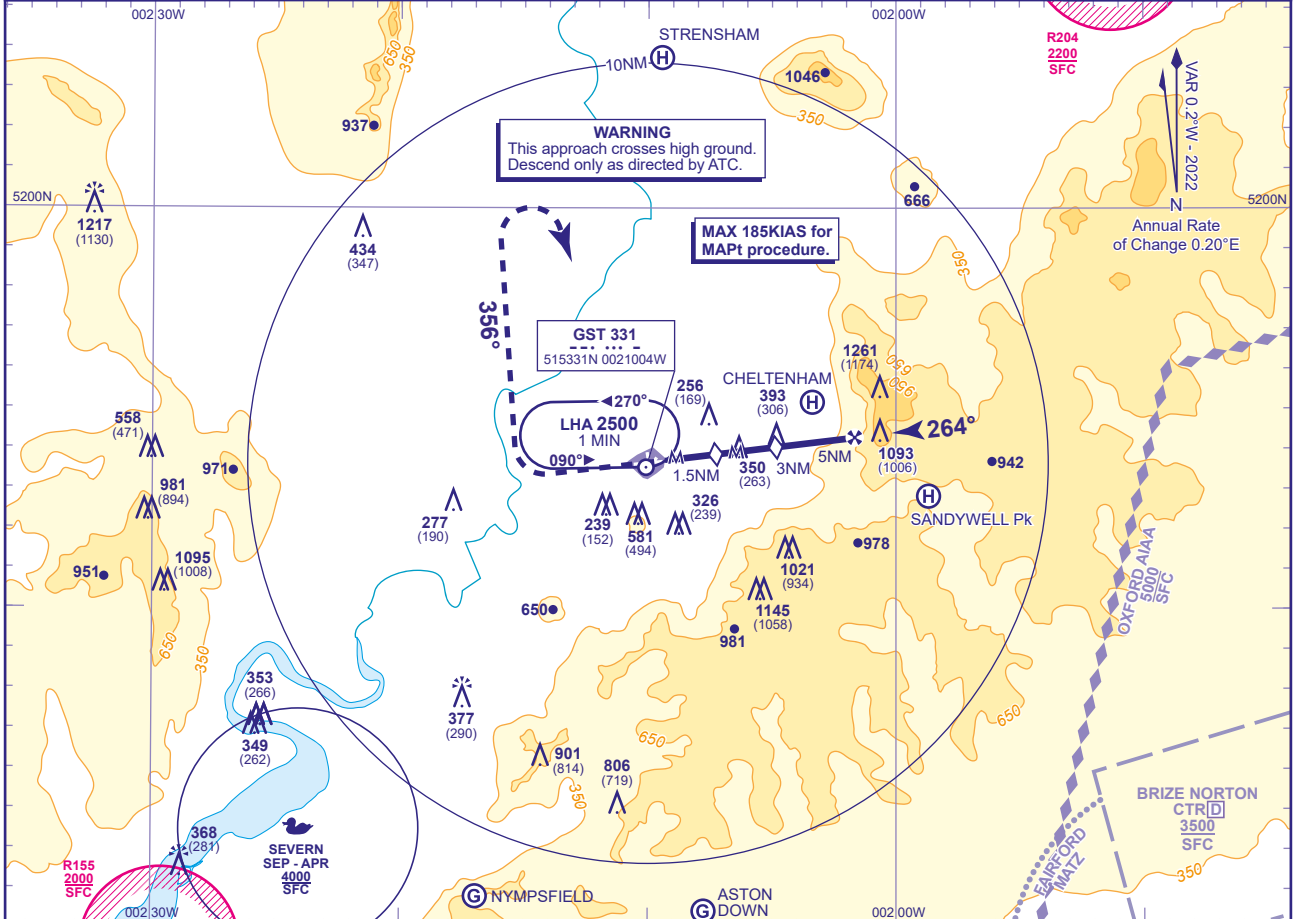 002 30W
002 00W
STRENSHAM
H
10NM
R204
2200
SFC
650
350
1046
350
937
WARNING
This approach crosses high ground.
Descend only as directed by ATC.
VAR 0.2°W - 2022
N
Annual Rate
of Change 0.20°E
5200N
5200N
666
1217
(1130)
434
(347)
MAX 185KIAS for
MAPt procedure.
350
356°
GST 331
515331N 0021004W
1261
(1174)
650
950
CHELTENHAM
H
256
(169)
393
(306)
270°
LHA 2500
1 MIN
090°
264°
558
(471)
971
1.5NM
350
(263)
3NM
5NM
1093
(1006)
942
981
(894)
277
(190)
239
(152)
581
(494)
326
(239)
H
SANDYWELL Pk
978
951
1095
(1008)
1021
(934)
1145
(1058)
650
981
OXFORD AIAA
5000
SFC
650
350
353
(266)
349
(262)
377
(290)
650
650
901
(814)
806
(719)
350
BRIZE NORTON
CTR D
3500
SFC
368
(281)
SEVERN
SEP - APR
4000
SFC
R155
2000
SFC
FAIRFORD
MATZ
350
G NYMPSFIELD
G ASTON
DOWN
002 30W
002 00W